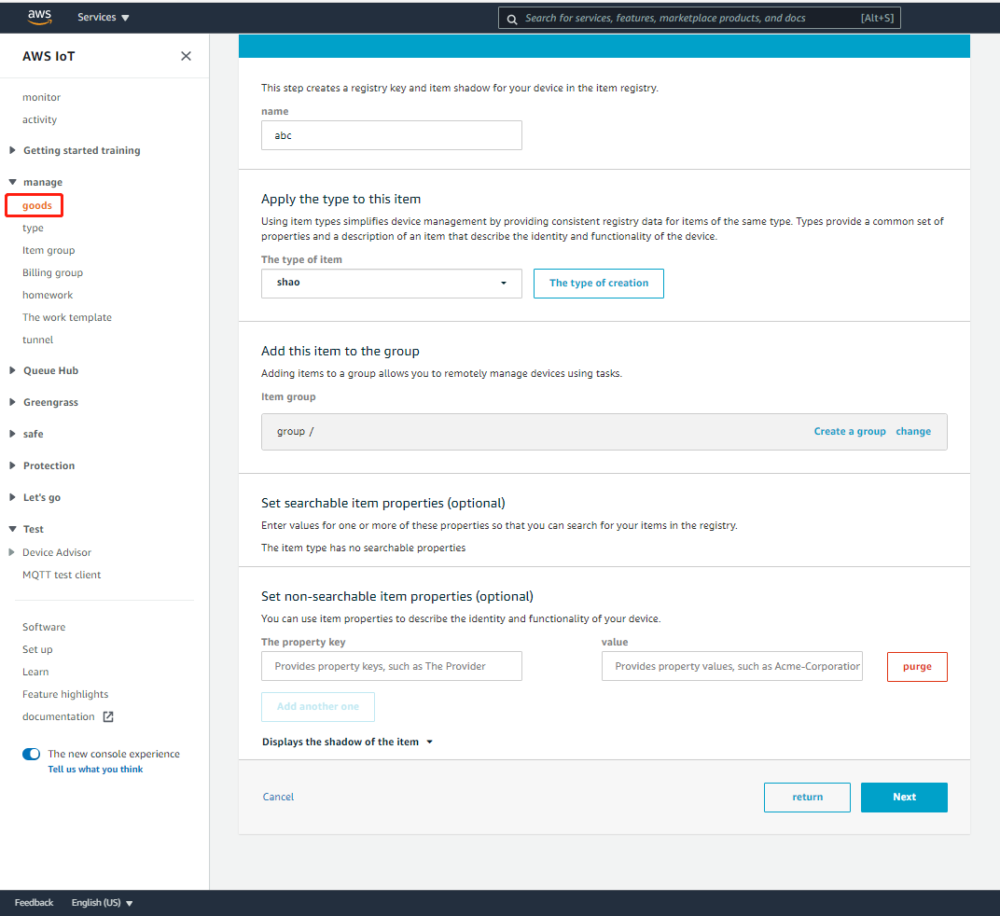 aws
Services
Search for services, features, marketplace products, and docs
[Alt+S]
AWS IoT
monitor
activity
Getting started training
manage
goods
type
Item group
Billing group
homework
The work template
tunnel
Queue Hub
Greengrass
safe
Protection
Let's go
Test
Device Advisor
MQTT test client
Software
Set up
Learn
Feature highlights
documentation
The new console experience
Tell us what you think
This step creates a registry key and item shadow for your device in the item registry.
name
abc
Apply the type to this item
Using item types simplifies device management by providing consistent registry data for items of the same type. Types provide a common set of
properties and a description of an item that describe the identity and functionality of the device.
The type of item
shao
The type of creation
Add this item to the group
Adding items to a group allows you to remotely manage devices using tasks.
Item group
group /
Create a group
change
Set searchable item properties (optional)
Enter values for one or more of these properties so that you can search for your items in the registry.
The item type has no searchable properties
Set non-searchable item properties (optional)
You can use item properties to describe the identity and functionality of your device.
The property key
value
Provides property keys, such as The Provider
Provides property values, such as Acme-Corporation
purge
Add another one
Displays the shadow of the item
Cancel
return
Next
Feedback
English (US)